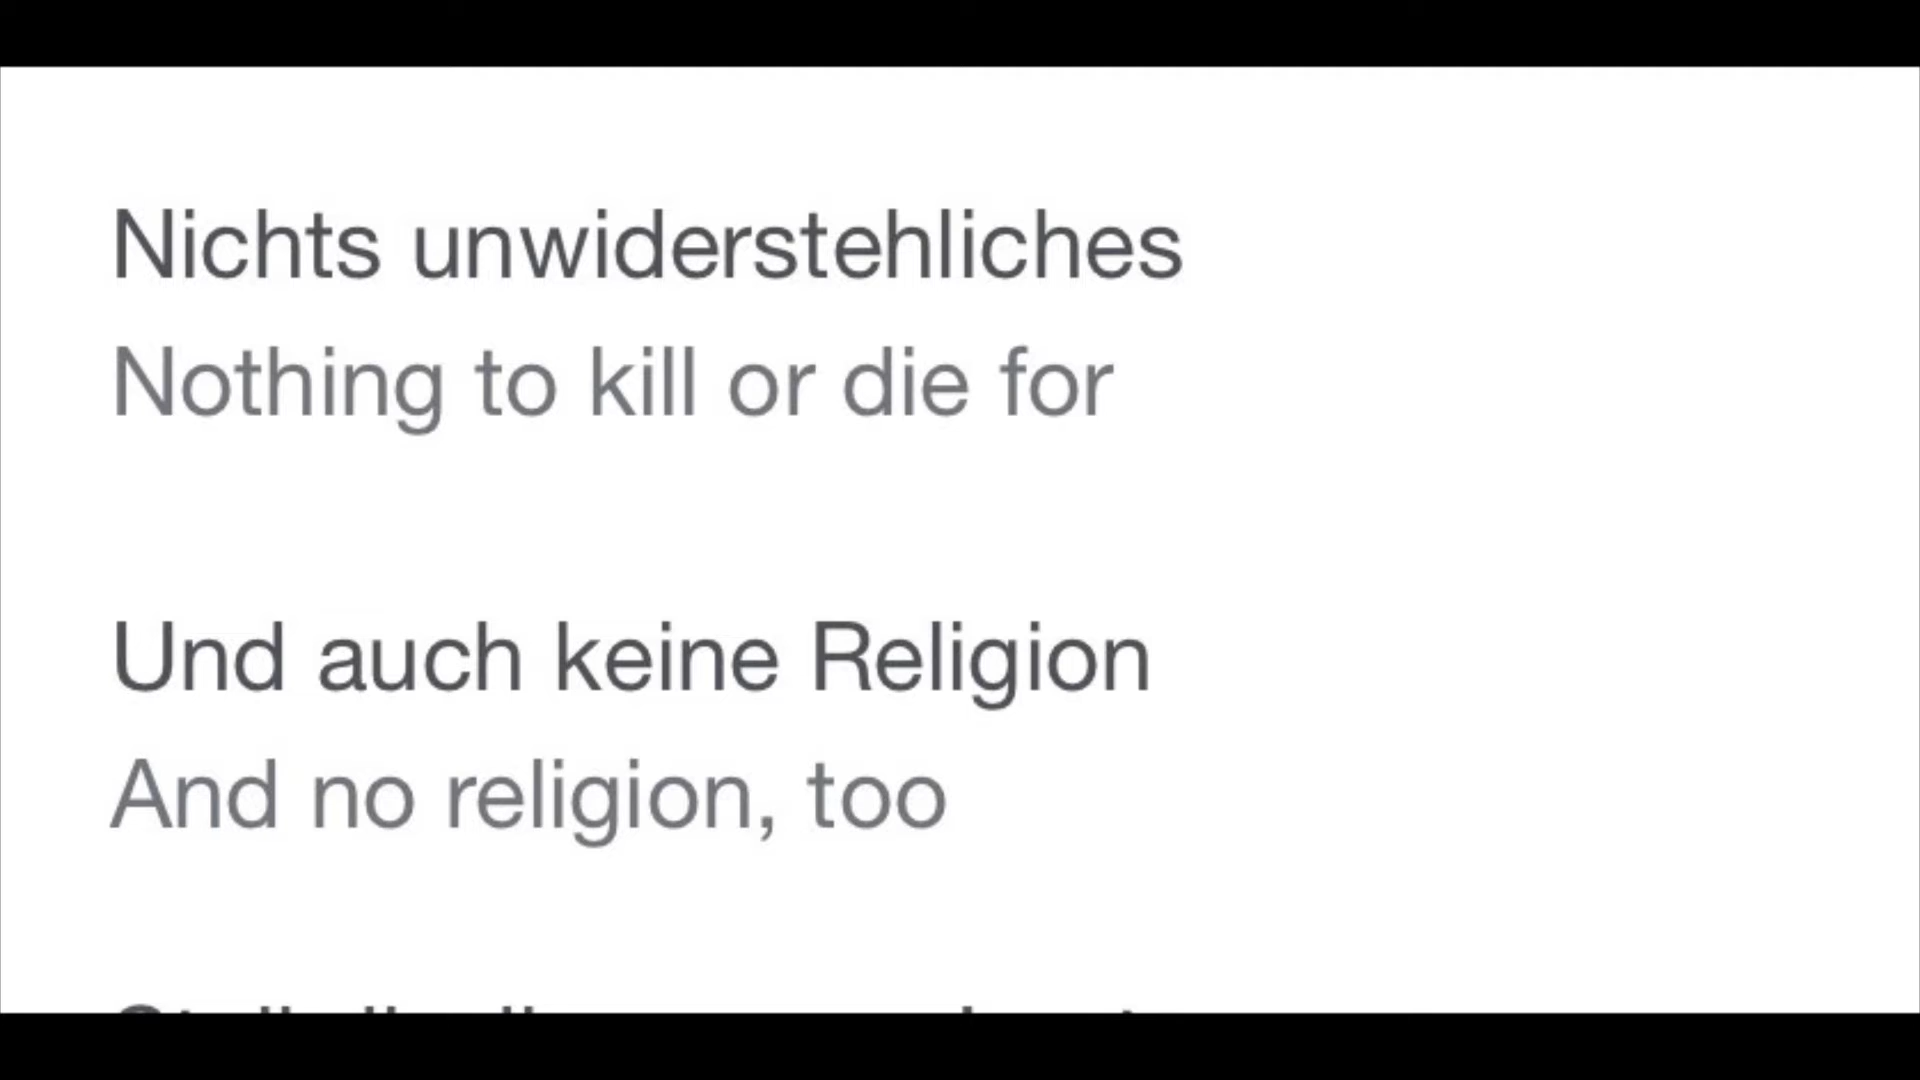 Nichts unwiderstehliches
Nothing to kill or die for
Und auch keine Religion
And no religion, too